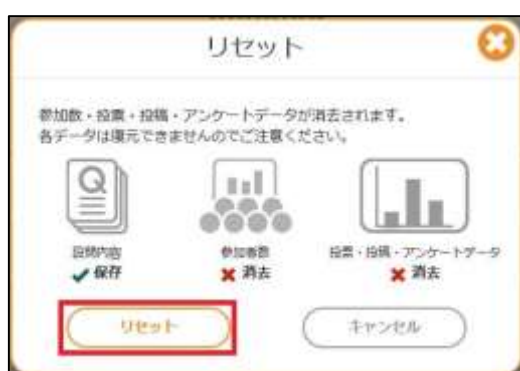 リセット
参加数・投票・投稿・アンケートデータが消去されます。
各データは復元できませんのでご注意ください。
Q
設問内容
保存
参加者数
消去
投票・投稿・アンケートデータ
消去
リセット
キャンセル